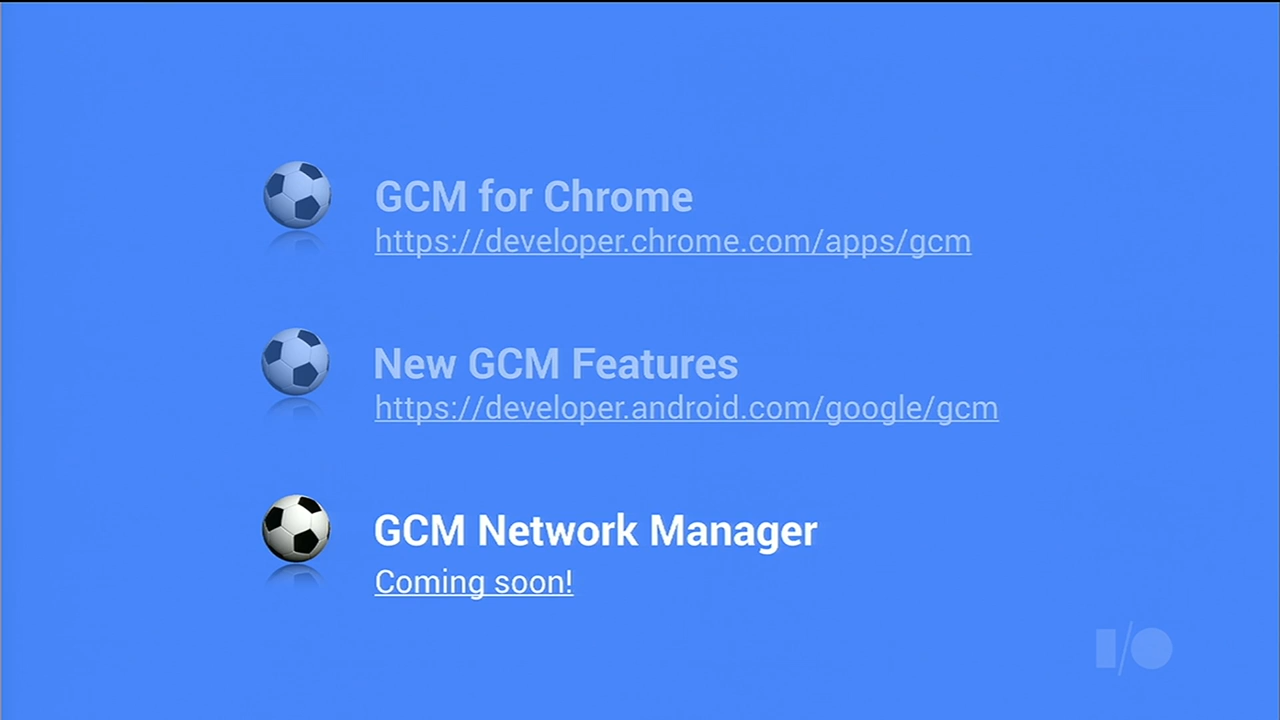 GCM for Chrome
https://developer.chrome.com/apps/gcm
New GCM Features
https://developer.android.com/google/gcm
GCM Network Manager
Coming soon!
I/O